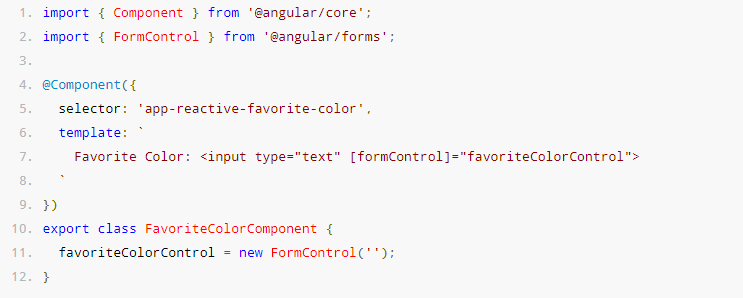 1. import { Component } from '@angular/core';
2. import { FormControl } from '@angular/forms';
3.
4. @Component({
5.   selector: 'app-reactive-favorite-color',
6.   template: `
7.     Favorite Color: <input type="text" [formControl]="favoriteColorControl">
8.   `
9. })
10. export class FavoriteColorComponent {
11.   favoriteColorControl = new FormControl('');
12. }